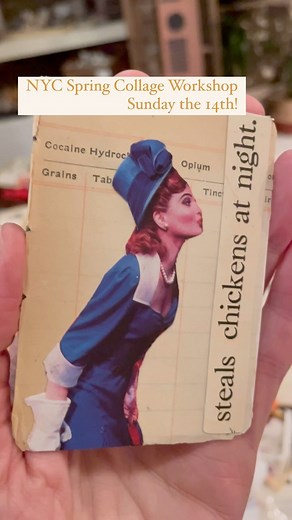 NYC Spring Collage Workshop
Sunday the 14th!
Cocaine Hydroc
Opium
Grains
Tab
Tinc
steals chickens at night.